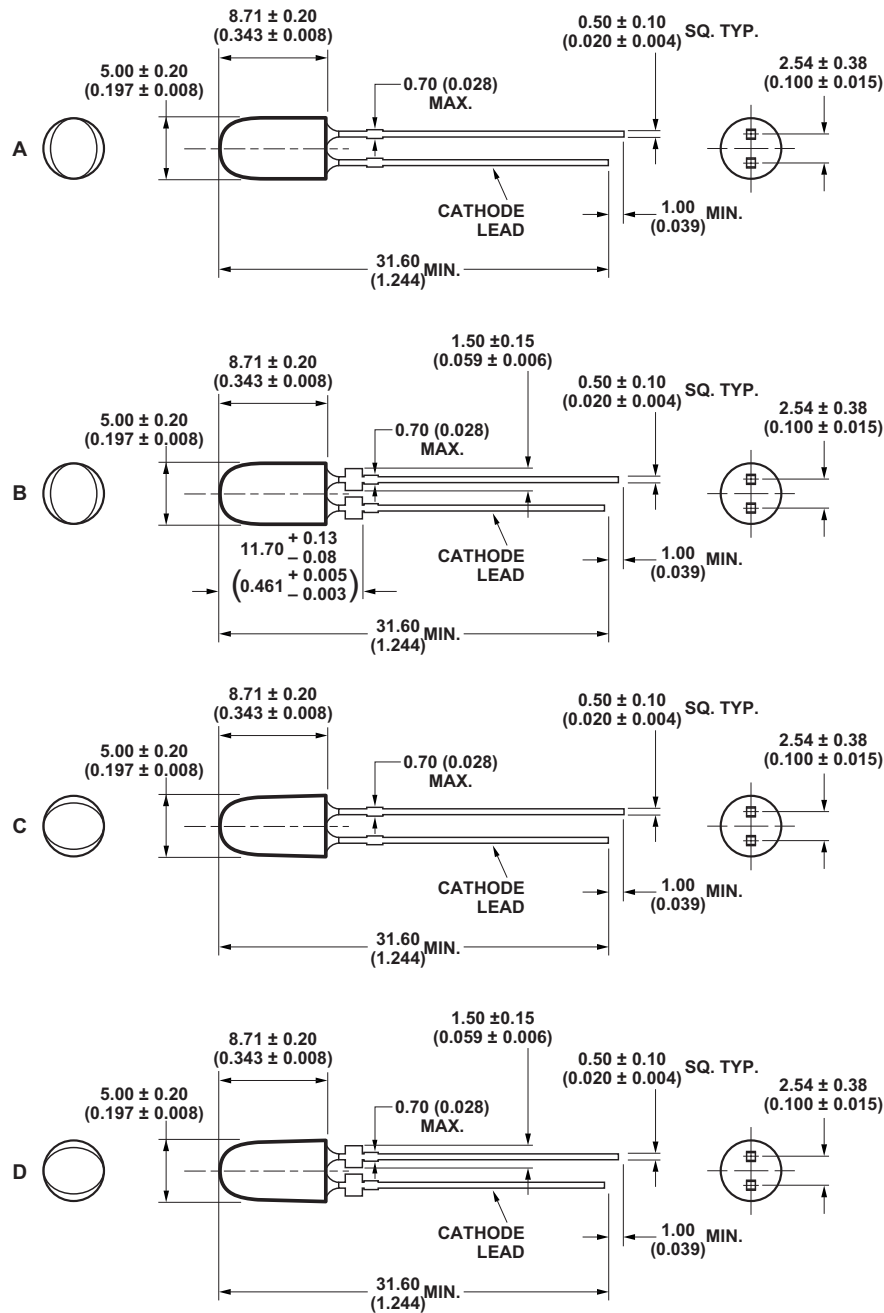 8.71 ± 0.20
(0.343 ± 0.008)
0.50 ± 0.10
(0.020 ± 0.004) SQ. TYP.
5.00 ± 0.20
(0.197 ± 0.008)
0.70 (0.028)
MAX.
2.54 ± 0.38
(0.100 ± 0.015)
A
CATHODE
LEAD
1.00
(0.039) MIN.
31.60
(1.244) MIN.
1.50 ±0.15
(0.059 ± 0.006)
8.71 ± 0.20
(0.343 ± 0.008)
0.50 ± 0.10
(0.020 ± 0.004) SQ. TYP.
5.00 ± 0.20
(0.197 ± 0.008)
0.70 (0.028)
MAX.
2.54 ± 0.38
(0.100 ± 0.015)
B
11.70 + 0.13
– 0.08
(0.461 + 0.005
– 0.003)
CATHODE
LEAD
1.00
(0.039) MIN.
31.60
(1.244) MIN.
8.71 ± 0.20
(0.343 ± 0.008)
0.50 ± 0.10
(0.020 ± 0.004) SQ. TYP.
5.00 ± 0.20
(0.197 ± 0.008)
0.70 (0.028)
MAX.
2.54 ± 0.38
(0.100 ± 0.015)
C
CATHODE
LEAD
1.00
(0.039) MIN.
31.60
(1.244) MIN.
1.50 ±0.15
(0.059 ± 0.006)
8.71 ± 0.20
(0.343 ± 0.008)
0.50 ± 0.10
(0.020 ± 0.004) SQ. TYP.
5.00 ± 0.20
(0.197 ± 0.008)
0.70 (0.028)
MAX.
2.54 ± 0.38
(0.100 ± 0.015)
D
CATHODE
LEAD
1.00
(0.039) MIN.
31.60
(1.244) MIN.